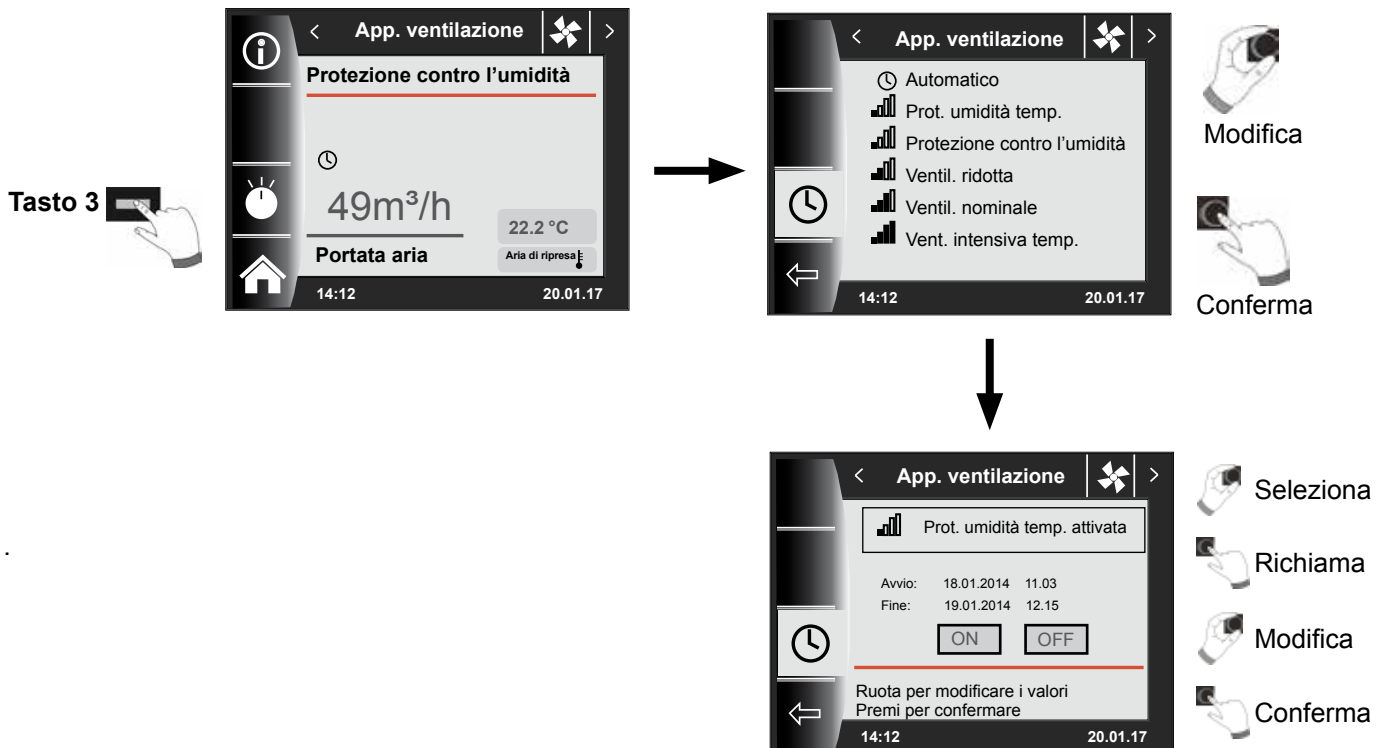 Tasto 3
< App. ventilazione >
Protezione contro l'umidità
49m³/h
22.2 °C
Portata aria
Aria di ripresa
14:12 20.01.17
< App. ventilazione >
Automatico
Prot. umidità temp.
Protezione contro l'umidità
Ventil. ridotta
Ventil. nominale
Vent. intensiva temp.
14:12 20.01.17
Modifica
Conferma
< App. ventilazione >
Prot. umidità temp. attivata
Avvio: 18.01.2014 11.03
Fine: 19.01.2014 12.15
ON OFF
Ruota per modificare i valori
Premi per confermare
14:12 20.01.17
Seleziona
Richiama
Modifica
Conferma
.